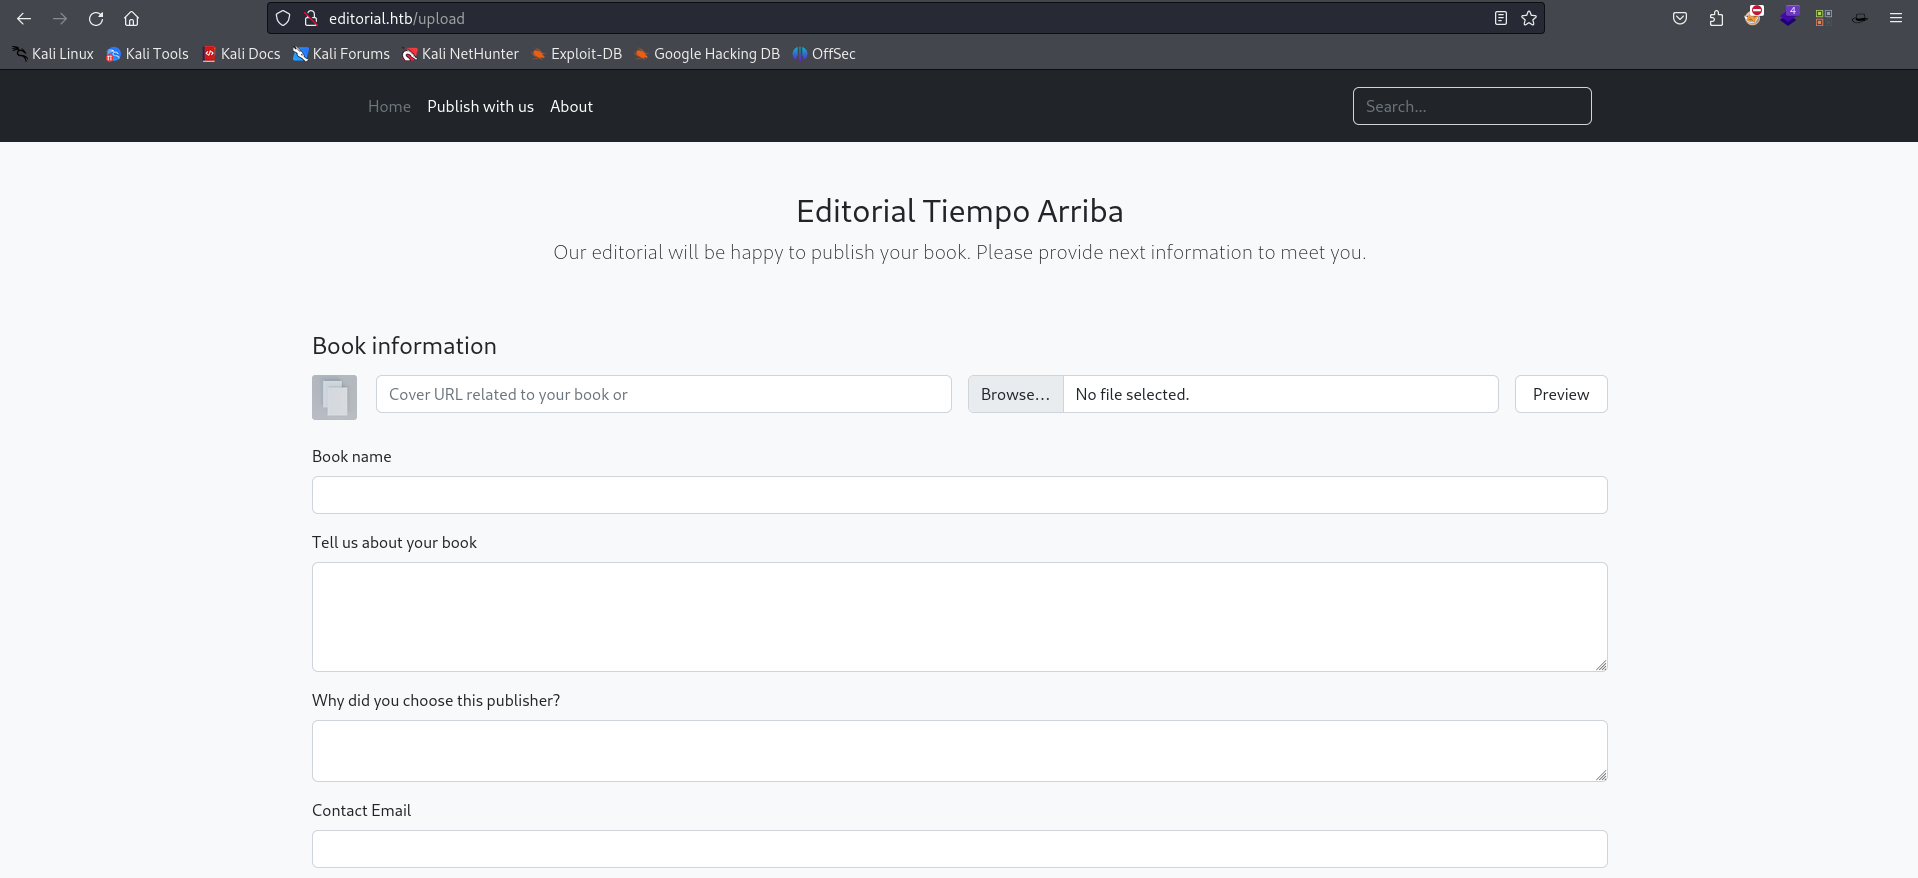 editorial.htb/upload
4
Kali Linux Kali Tools Kali Docs Kali Forums Kali NetHunter Exploit-DB Google Hacking DB OffSec
Home Publish with us About Search...
Editorial Tiempo Arriba
Our editorial will be happy to publish your book. Please provide next information to meet you.
Book information
Cover URL related to your book or Browse... No file selected. Preview
Book name
Tell us about your book
Why did you choose this publisher?
Contact Email